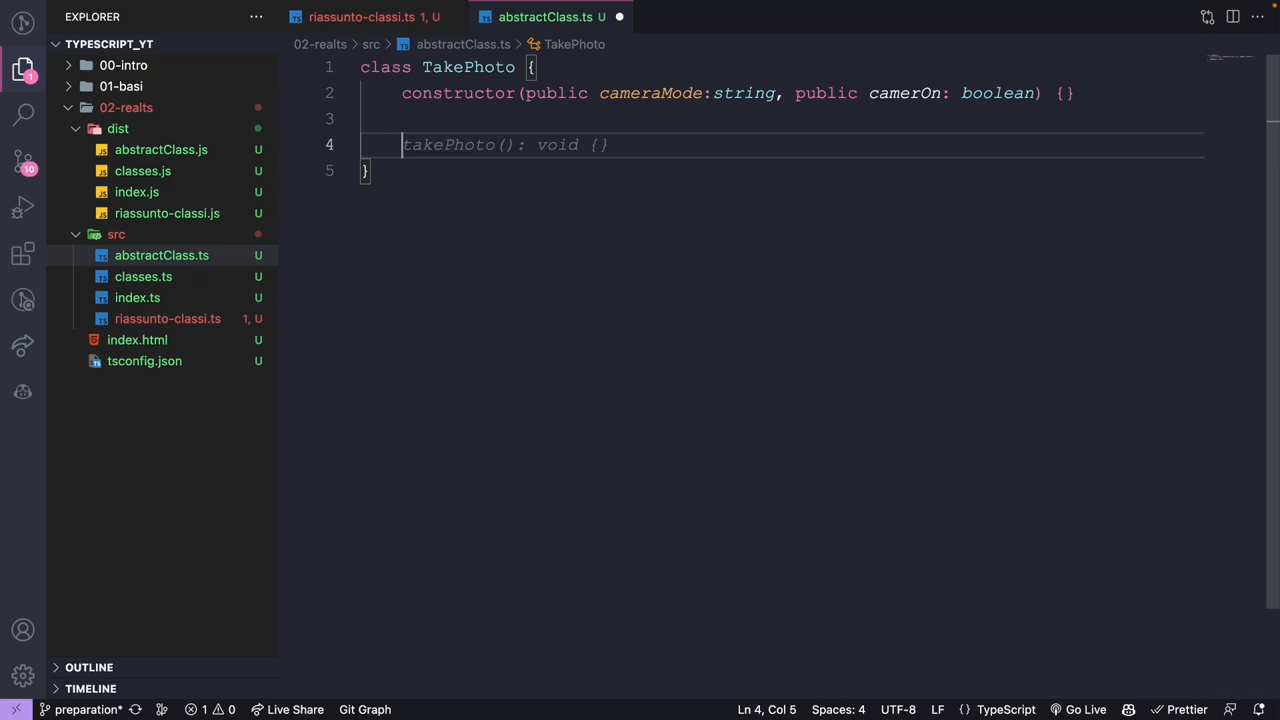 EXPLORER
riassunto-classi.ts 1, U
abstractClass.ts U
TYPESCRIPT_YT
02-realts > src > abstractClass.ts > TakePhoto
00-intro
01-basi
02-realts
dist
abstractClass.js U
classes.js U
index.js U
riassunto-classi.js U
src
abstractClass.ts U
classes.ts U
index.ts U
riassunto-classi.ts 1, U
index.html U
tsconfig.json U
OUTLINE
TIMELINE
1
10
1 class TakePhoto {
2 constructor(public cameraMode:string, public camerOn: boolean) {}
3
4 takePhoto(): void {}
5 }
preparation* 1 0 Live Share Git Graph Ln 4, Col 5 Spaces: 4 UTF-8 LF {} TypeScript Go Live Prettier